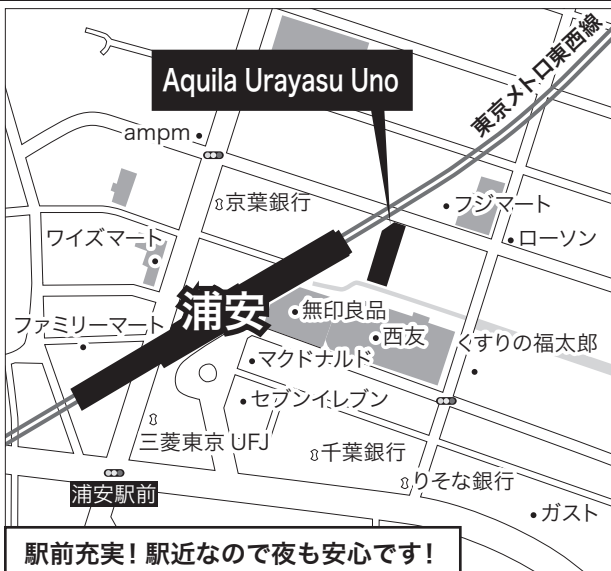 東京メトロ東西線
Aquila Urayasu Uno
ampm
京葉銀行
フジマート
ローソン
ワイズマート
浦安
無印良品
西友
ファミリーマート
くすりの福太郎
マクドナルド
セブンイレブン
三菱東京 UFJ
千葉銀行
りそな銀行
浦安駅前
ガスト
駅前充実！駅近なので夜も安心です！